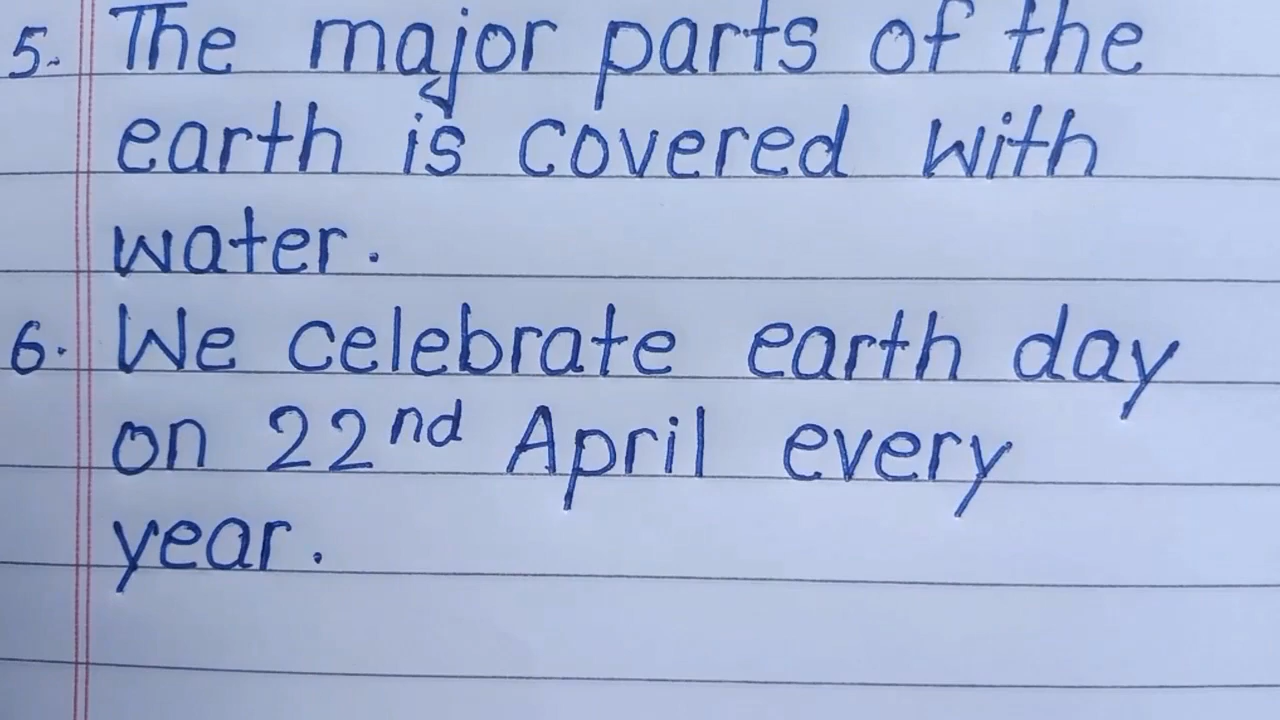 5. The major parts of the
earth is covered with
water.
6. We celebrate earth day
on 22nd April every
year.